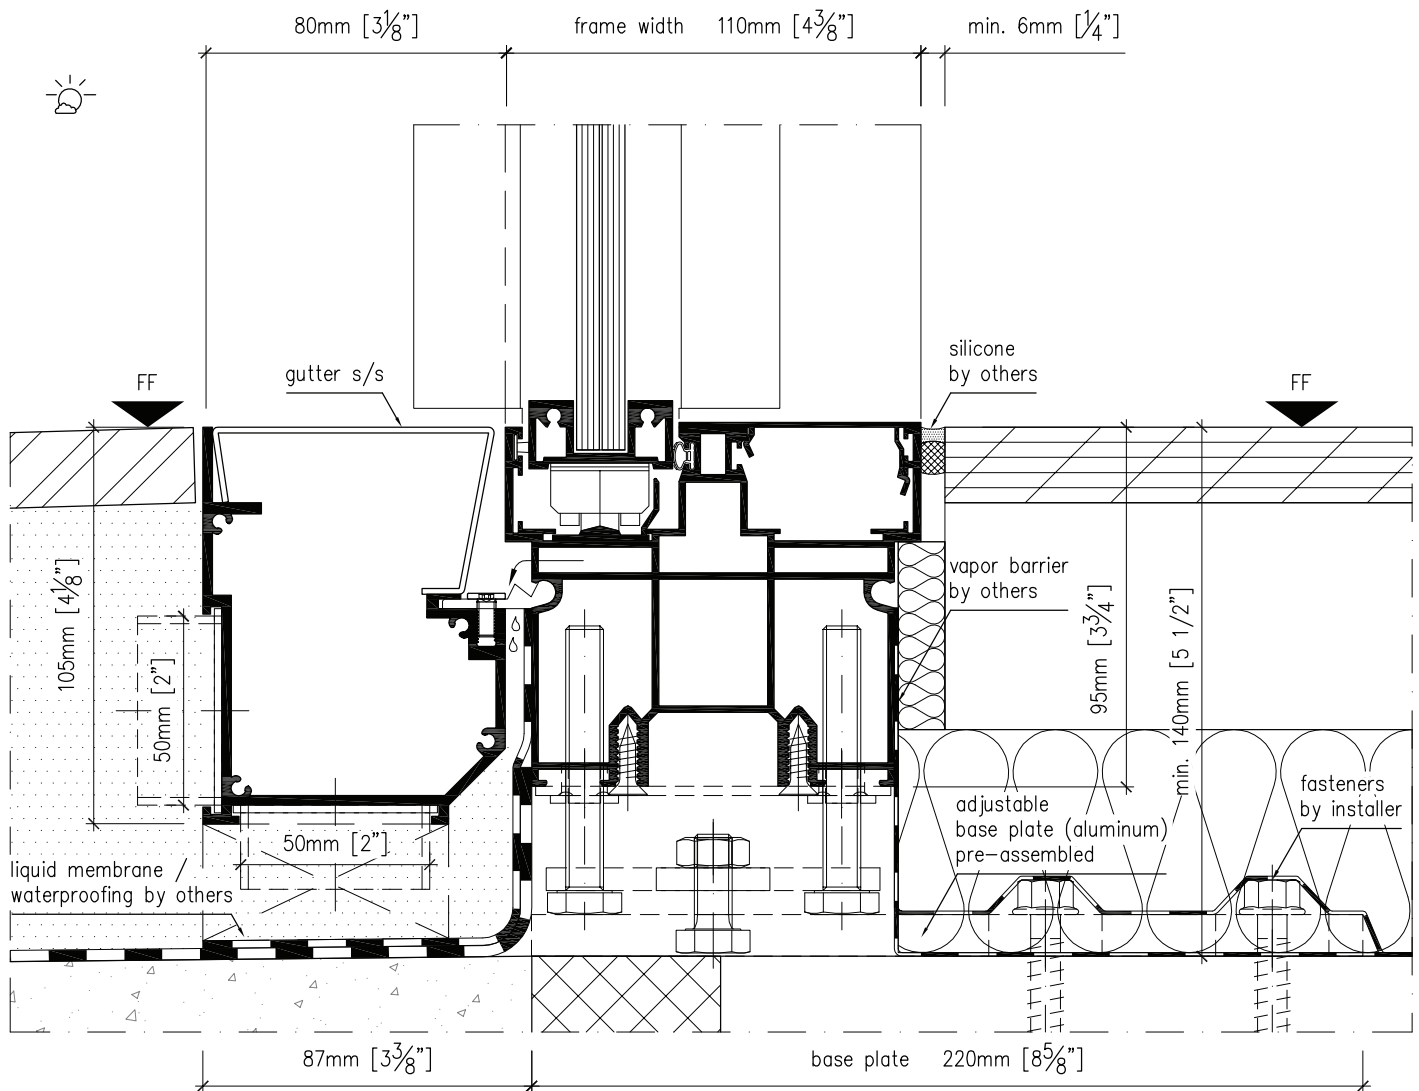 80mm [3⅛”]
frame width 110mm [4⅜”]
min. 6mm [¼”]
silicone
by others
gutter s/s
FF
FF
vapor barrier
by others
105mm [4⅛”]
50mm [2”]
95mm [3¾”]
min. 140mm [5 1/2”]
fasteners
by installer
adjustable
base plate (aluminum)
pre-assembled
50mm [2”]
liquid membrane /
waterproofing by others
87mm [3⅜”]
base plate 220mm [8⅝”]